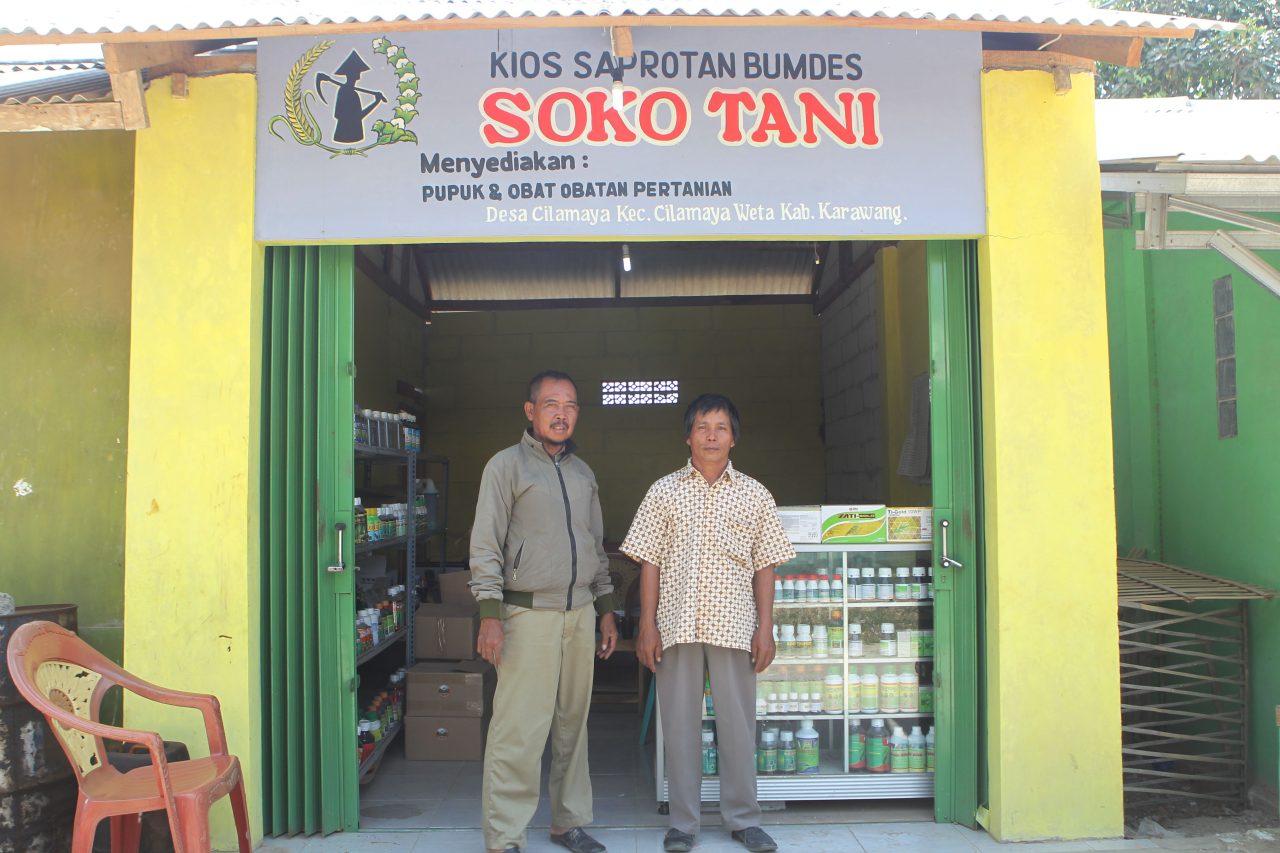 KIOS SAPROTAN BUMDES
SOKO TANI
Menyediakan :
PUPUK & OBAT OBATAN PERTANIAN
Desa Cilamaya Kec. Cilamaya Weta Kab. Karawang.